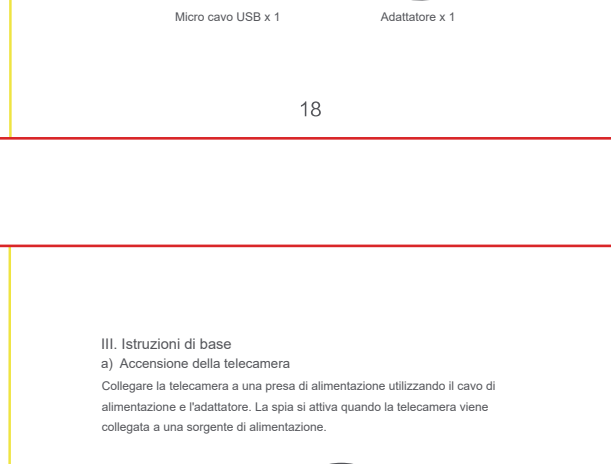 Micro cavo USB x 1
Adattatore x 1
18
III. Istruzioni di base
a) Accensione della telecamera
Collegare la telecamera a una presa di alimentazione utilizzando il cavo di
alimentazione e l'adattatore. La spia si attiva quando la telecamera viene
collegata a una sorgente di alimentazione.